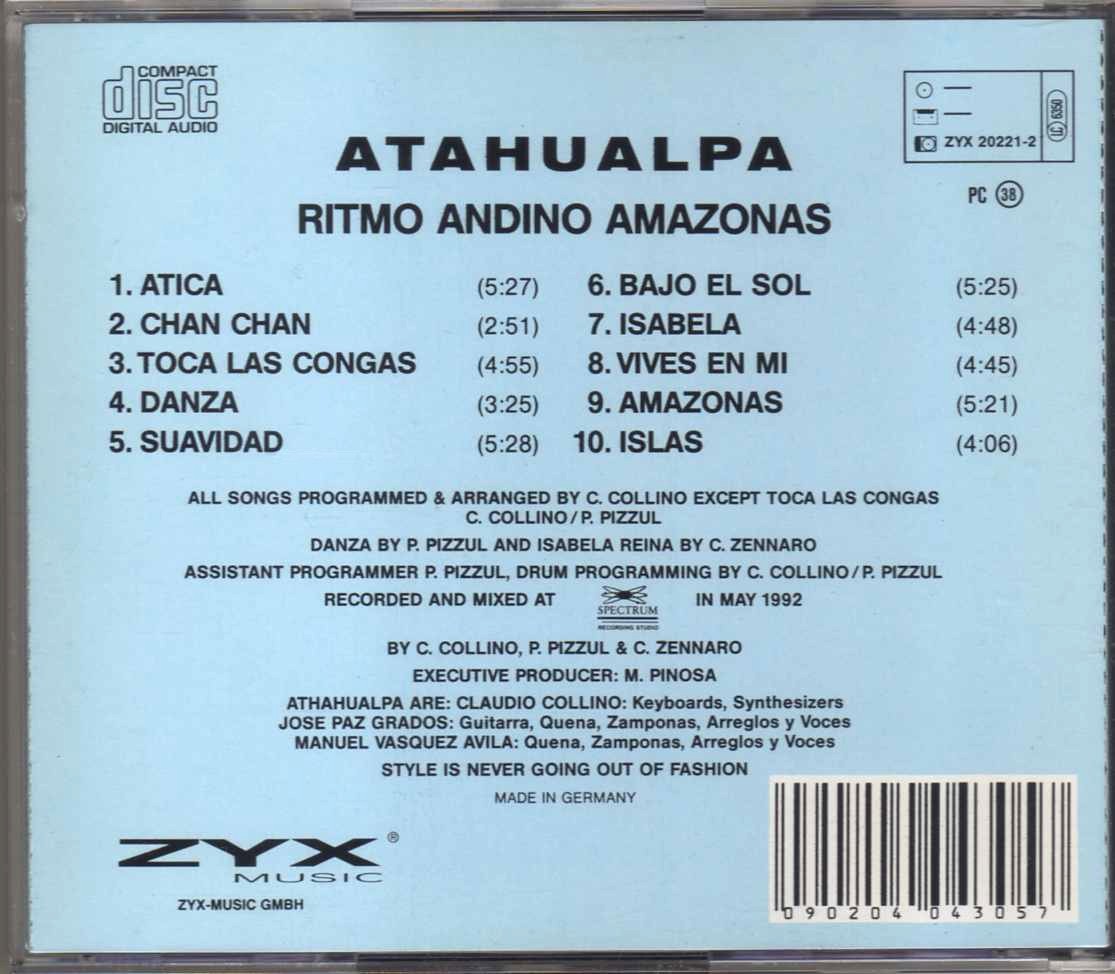 COMPACT
disc
DIGITAL AUDIO
ZYX 20221-2
LC 6350
PC 38
ATAHUALPA
RITMO ANDINO AMAZONAS
1. ATICA (5:27)
2. CHAN CHAN (2:51)
3. TOCA LAS CONGAS (4:55)
4. DANZA (3:25)
5. SUAVIDAD (5:28)
6. BAJO EL SOL (5:25)
7. ISABELA (4:48)
8. VIVES EN MI (4:45)
9. AMAZONAS (5:21)
10. ISLAS (4:06)
ALL SONGS PROGRAMMED & ARRANGED BY C. COLLINO EXCEPT TOCA LAS CONGAS
C. COLLINO/P. PIZZUL
DANZA BY P. PIZZUL AND ISABELA REINA BY C. ZENNARO
ASSISTANT PROGRAMMER P. PIZZUL, DRUM PROGRAMMING BY C. COLLINO/P. PIZZUL
RECORDED AND MIXED AT SPECTRUM RECORDING STUDIO IN MAY 1992
BY C. COLLINO, P. PIZZUL & C. ZENNARO
EXECUTIVE PRODUCER: M. PINOSA
ATHAHUALPA ARE: CLAUDIO COLLINO: Keyboards, Synthesizers
JOSE PAZ GRADOS: Guitarra, Quena, Zamponas, Arreglos y Voces
MANUEL VASQUEZ AVILA: Quena, Zamponas, Arreglos y Voces
STYLE IS NEVER GOING OUT OF FASHION
MADE IN GERMANY
ZYX ®
MUSIC
ZYX-MUSIC GMBH
090204 043057